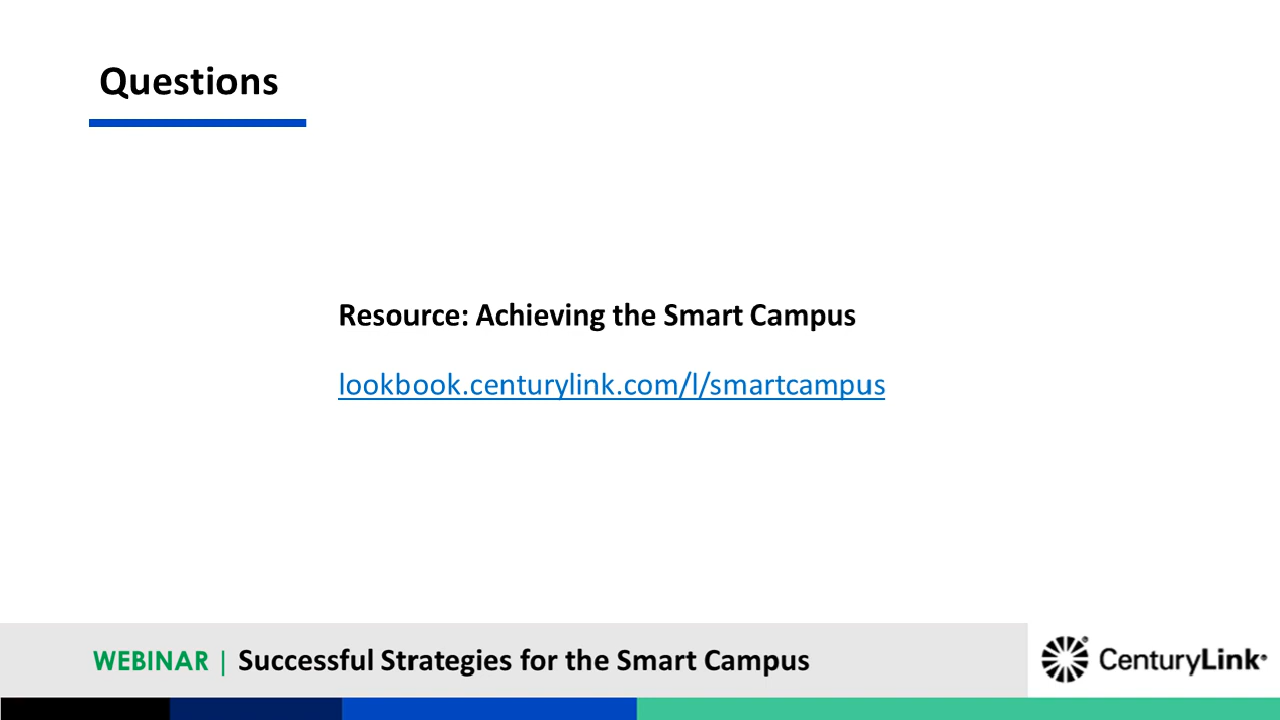 Questions
Resource: Achieving the Smart Campus
lookbook.centurylink.com/l/smartcampus
WEBINAR | Successful Strategies for the Smart Campus
CenturyLink®